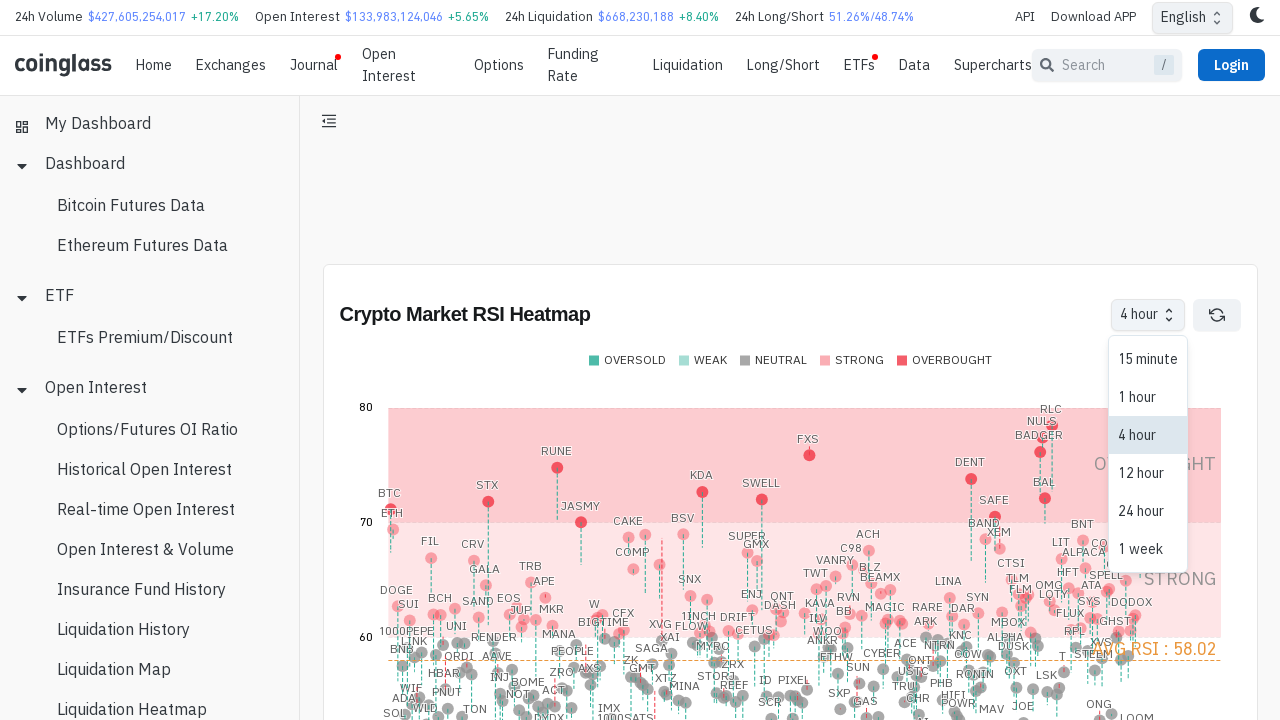 24h Volume $427,605,254,017 +17.20% Open Interest $133,983,124,046 +5.65% 24h Liquidation $668,230,188 +8.40% 24h Long/Short 51.26%/48.74% API Download APP English
coinglass Home Exchanges Journal Open Interest Options Funding Rate Liquidation Long/Short ETFs Data Supercharts Search / Login
My Dashboard
Dashboard
Bitcoin Futures Data
Ethereum Futures Data
ETF
ETFs Premium/Discount
Open Interest
Options/Futures OI Ratio
Historical Open Interest
Real-time Open Interest
Open Interest & Volume
Insurance Fund History
Liquidation History
Liquidation Map
Liquidation Heatmap
Crypto Market RSI Heatmap
4 hour
15 minute
1 hour
4 hour
12 hour
24 hour
1 week
OVERSOLD WEAK NEUTRAL STRONG OVERBOUGHT
80
70
60
STRONG
AVG RSI : 58.02
RLC
NULS
BADGER
FXS
RUNE
DENT
KDA
STX
SWELL
BAL
BTC
SAFE
JASMY
ETH
CAKE
BSV
BAND
BNT
XEM
ACH
SUPER
FIL
CRV
COMP
GMX
C98
LIT
ALPACA
VANRY
CTSI
GALA
TRB
BLZ
TWT
HFT
SPELL
APE
SNX
BEAMX
LINA
TLM
OMG
ATA
DOGE
FLM
LQTY
SUI
BCH
SAND
EOS
ENJ
QNT
RVN
SYN
SYS
DODOX
JUP
MKR
W
DASH
KAVA
BB
MAGIC
RARE
DAR
FLUX
CFX
1INCH
DRIFT
ILV
ARK
MBOX
GHST
UNI
BIGTIME
XVG
FLOW
CETUS
WOO
RPL
1000PEPE
LINK
RENDER
MANA
XAI
ANKR
ACE
KNC
ALPHA
XVS
BNB
ORDI
AAVE
PEOPLE
SAGA
MYRO
ETHW
CYBER
NTRN
COW
DUSK
STEEN
T
HBAR
INJ
ZRO
AXS
ZK
GMT
ZRX
STORJ
SUN
ONT
USTC
RONIN
OXT
LSK
WIF
PNUT
BOME
ACT
NOT
XTZ
MINA
REEF
ID
PIXEL
SXP
TRU
PHB
HIFI
ADA
WLD
TON
IMX
SCR
GAS
CHR
POWR
MAV
JOE
ONG
SOL
DYDX
1000SATS
LOOM